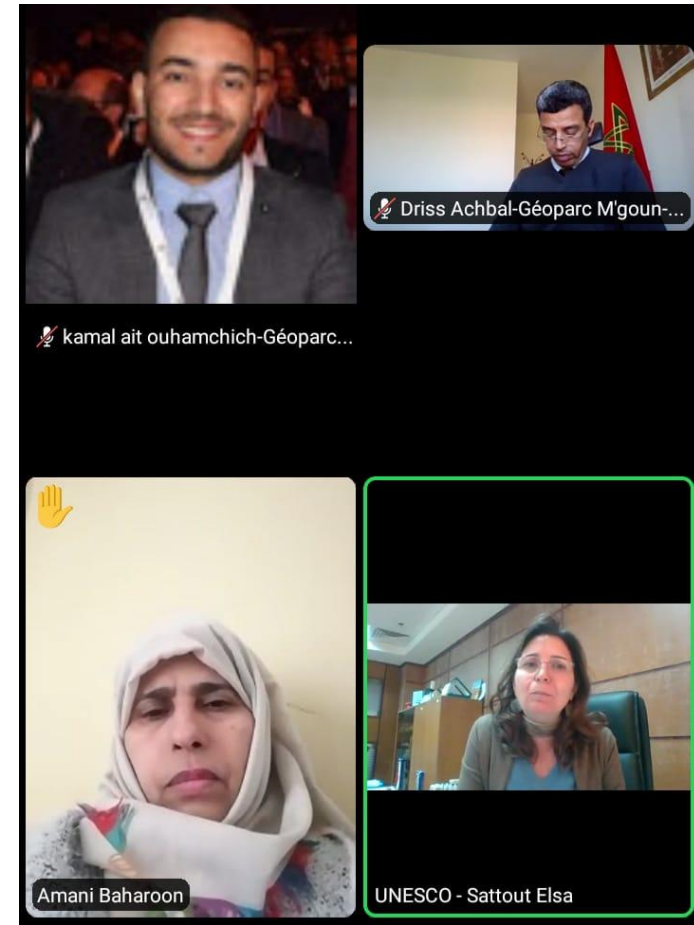 Driss Achbal-Géoparc M'goun-...
kamal ait ouhamchich-Géoparc...
Amani Baharoon
UNESCO - Sattout Elsa